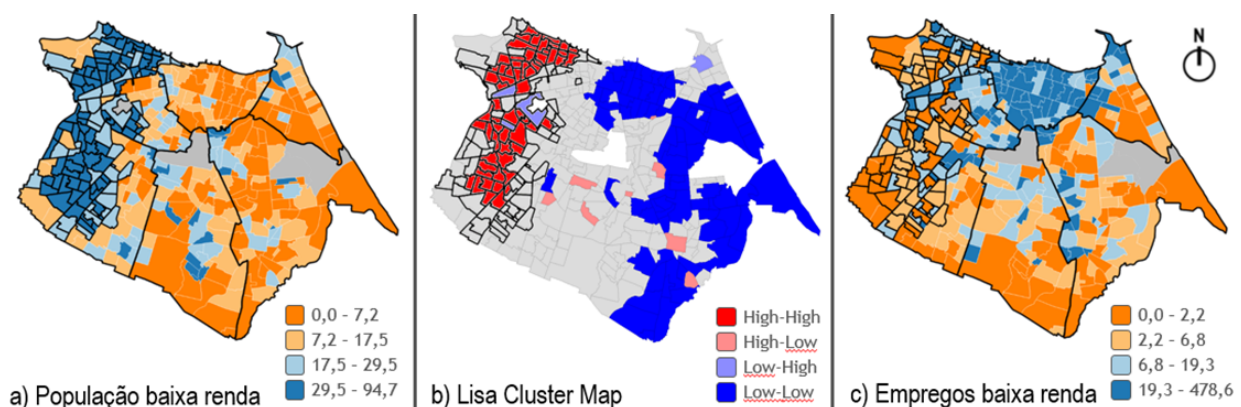 N
0,0 - 7,2
7,2 - 17,5
17,5 - 29,5
29,5 - 94,7
a) População baixa renda
High-High
High-Low
Low-High
Low-Low
b) Lisa Cluster Map
0,0 - 2,2
2,2 - 6,8
6,8 - 19,3
19,3 - 478,6
c) Empregos baixa renda